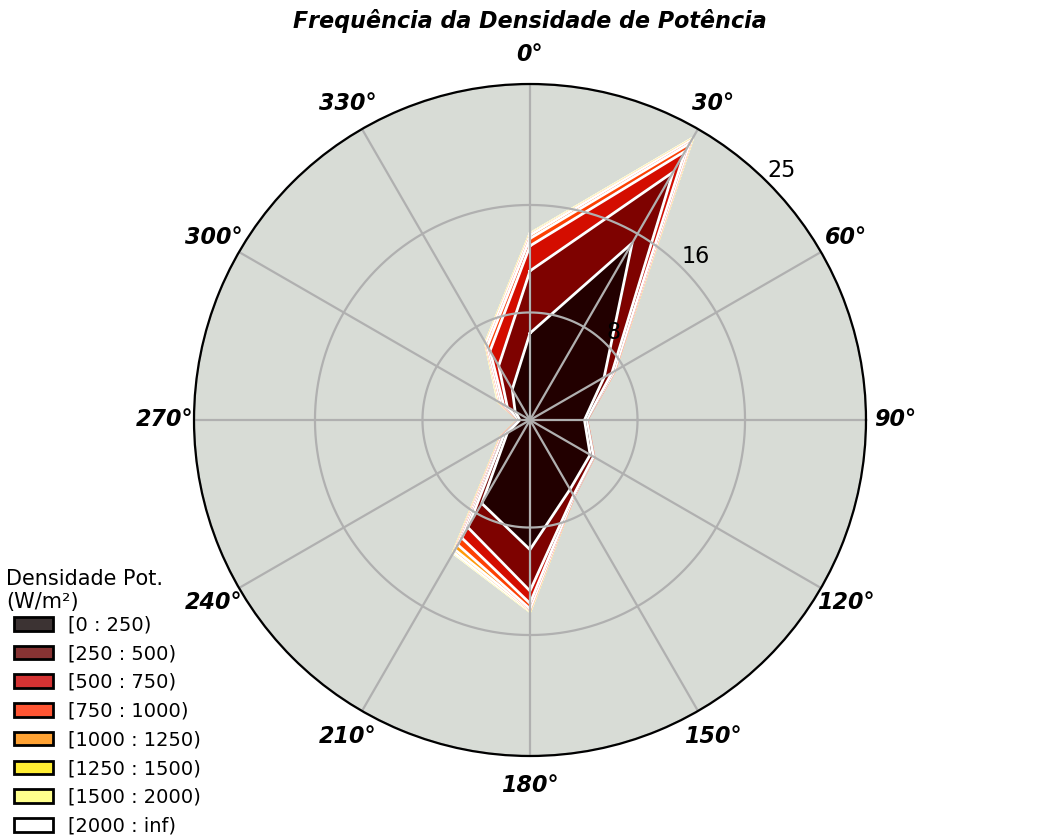 Frequência da Densidade de Potência
0°
330°
30°
25
300°
60°
16
8
270°
90°
Densidade Pot.
(W/m²)
240°
120°
[0 : 250)
[250 : 500)
[500 : 750)
[750 : 1000)
210°
150°
[1000 : 1250)
[1250 : 1500)
180°
[1500 : 2000)
[2000 : inf)